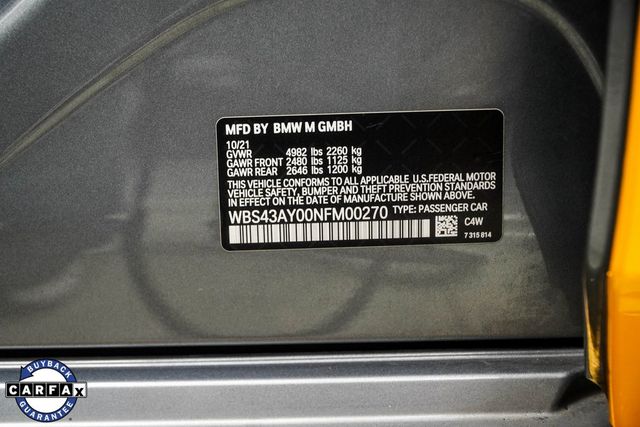 MFD BY BMW M GMBH
10/21
GVWR 4982 lbs 2260 kg
GAWR FRONT 2480 lbs 1125 kg
GAWR REAR 2646 lbs 1200 kg
THIS VEHICLE CONFORMS TO ALL APPLICABLE U.S.FEDERAL MOTOR
VEHICLE SAFETY, BUMPER, AND THEFT PREVENTION STANDARDS
IN EFFECT ON THE DATE OF MANUFACTURE SHOWN ABOVE.
WBS43AY00NFM00270 TYPE: PASSENGER CAR
C4W
7 315 814
BUYBACK
CARFAX
GUARANTEE